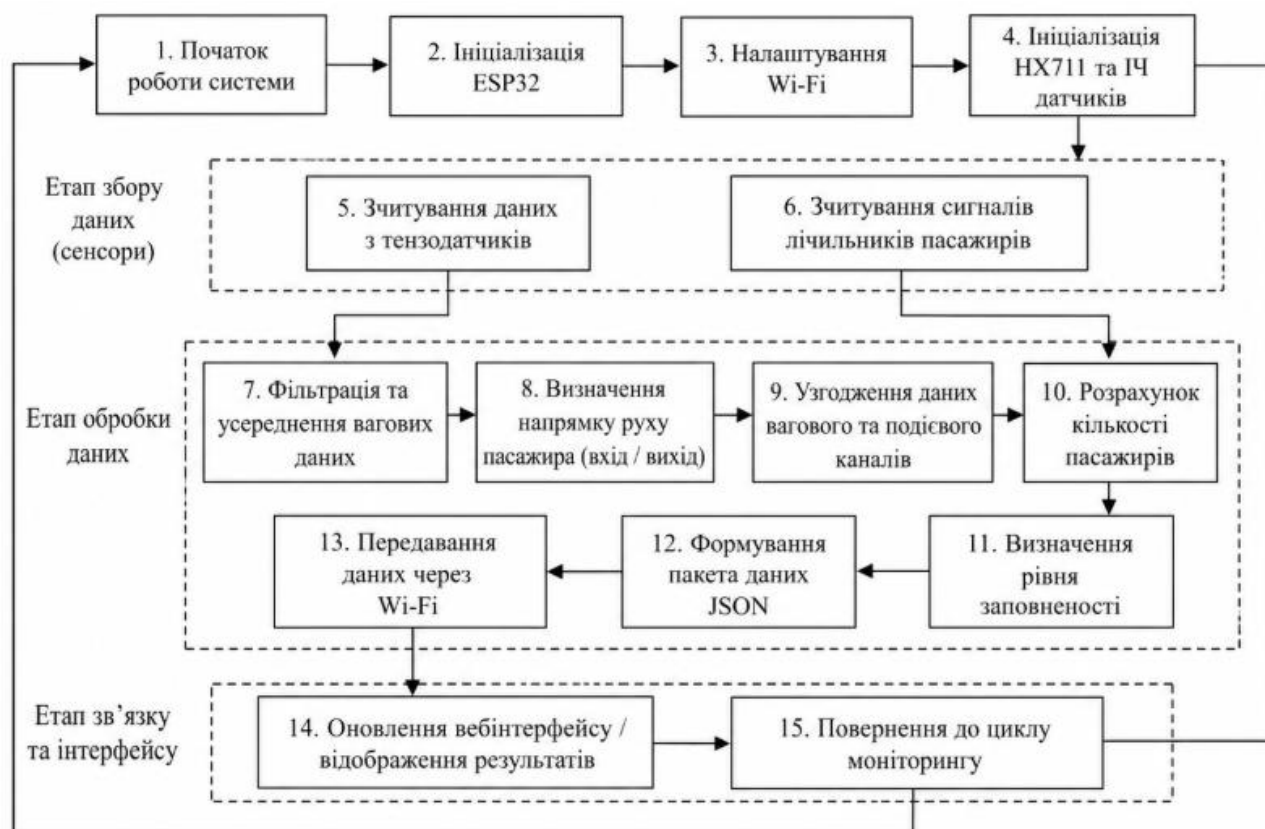 1. Початок
роботи системи
2. Ініціалізація
ESP32
3. Налаштування
Wi-Fi
4. Ініціалізація
HX711 та ІЧ
датчиків
Етап збору
даних
(сенсори)
5. Зчитування даних
з тензодатчиків
6. Зчитування сигналів
лічильників пасажирів
Етап обробки
даних
7. Фільтрація та
усереднення вагових
даних
8. Визначення
напрямку руху
пасажира (вхід / вихід)
9. Узгодження даних
вагового та подієвого
каналів
10. Розрахунок
кількості
пасажирів
11. Визначення
рівня
заповненості
12. Формування
пакета даних
JSON
13. Передавання
даних через
Wi-Fi
Етап зв’язку
та інтерфейсу
14. Оновлення вебінтерфейсу /
відображення результатів
15. Повернення до циклу
моніторингу